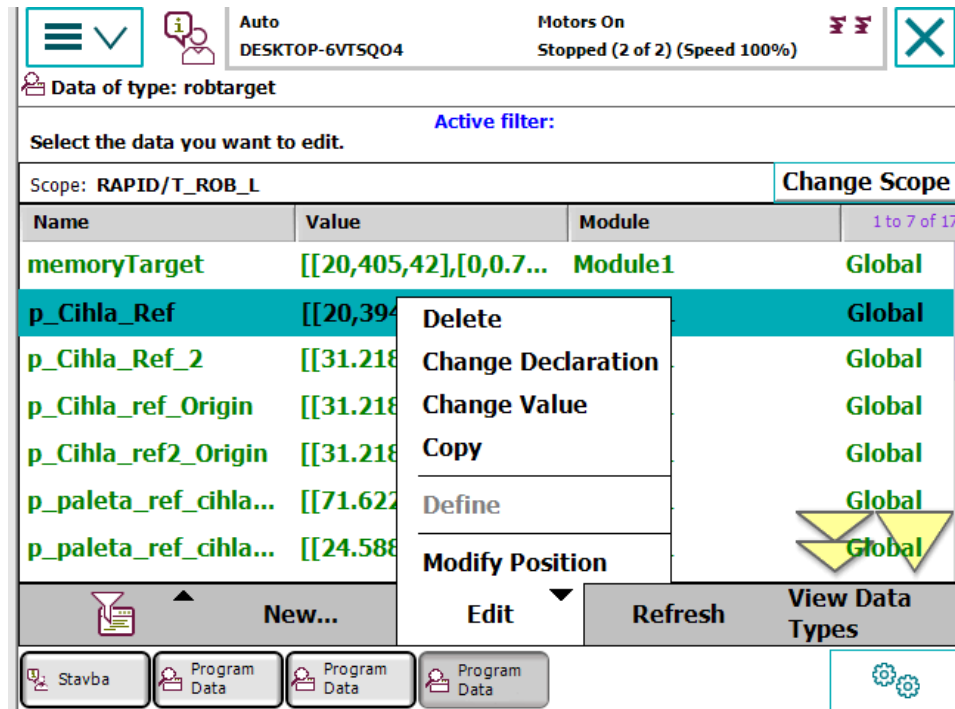 Auto
Motors On
DESKTOP-6VTSQO4
Stopped (2 of 2) (Speed 100%)
Data of type: robtarget
Active filter:
Select the data you want to edit.
Scope: RAPID/T_ROB_L
Change Scope
Name Value Module 1 to 7 of 17
memoryTarget [[20,405,42],[0,0.7... Module1 Global
p_Cihla_Ref [[20,394 Global
p_Cihla_Ref_2 [[31.218 Global
p_Cihla_ref_Origin [[31.218 Global
p_Cihla_ref2_Origin [[31.218 Global
p_paleta_ref_cihla... [[71.622 Global
p_paleta_ref_cihla... [[24.588 Global
Delete
Change Declaration
Change Value
Copy
Define
Modify Position
New... Edit Refresh View Data
Types
Stavba
Program
Data
Program
Data
Program
Data